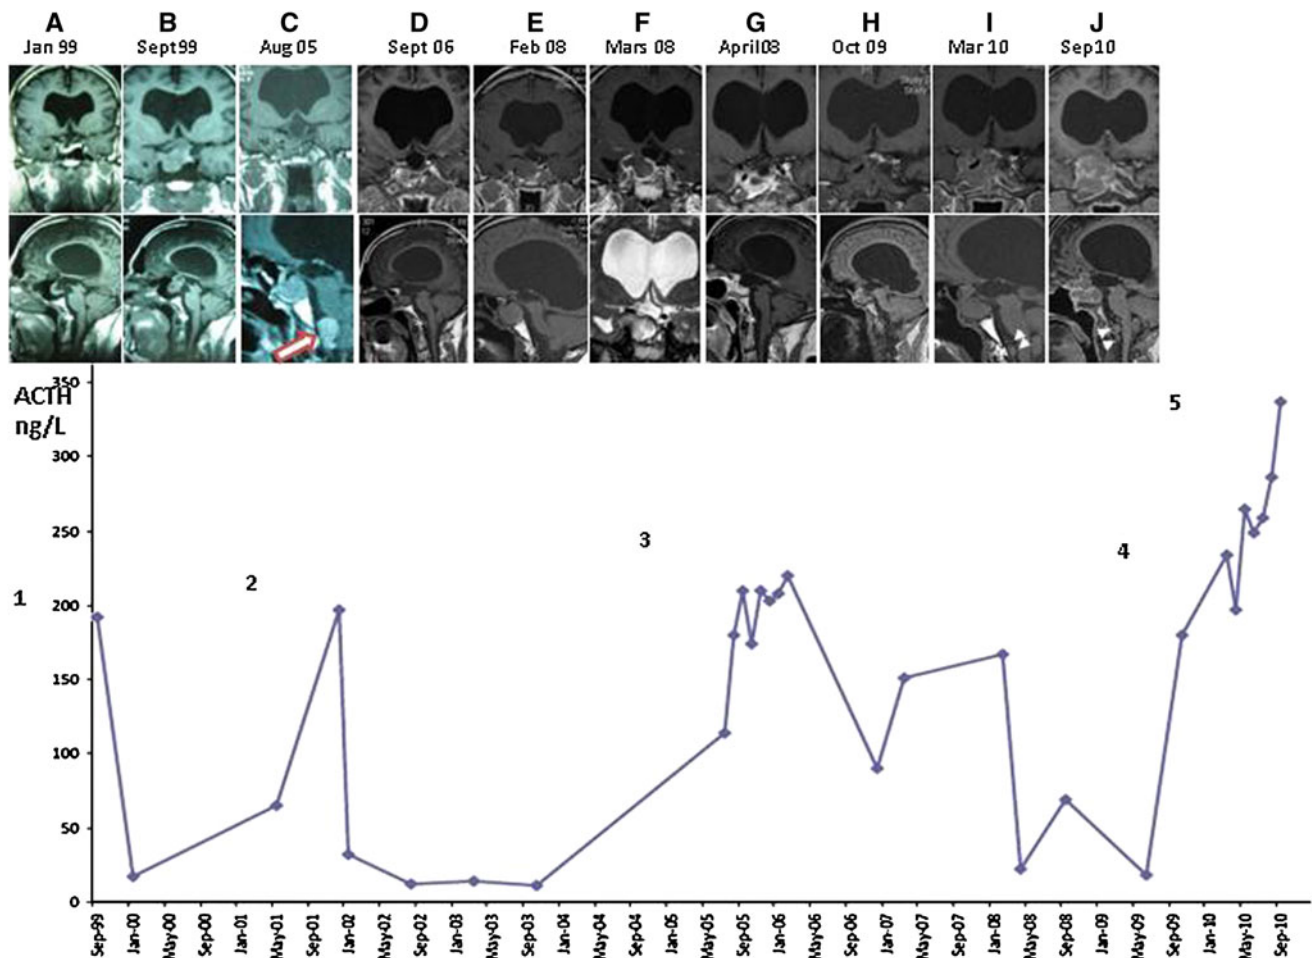 A B C D E F G H I J
Jan 99 Sept99 Aug 05 Sept 06 Feb 08 Mars 08 April08 Oct 09 Mar 10 Sep10
350
ACTH
ng/L
300
250
200
150
100
50
0
1
2
3
4
5
Sep-99 Jan-00 May-00 Sep-00 Jan-01 May-01 Sep-01 Jan-02 May-02 Sep-02 Jan-03 May-03 Sep-03 Jan-04 May-04 Sep-04 Jan-05 May-05 Sep-05 Jan-06 May-06 Sep-06 Jan-07 May-07 Sep-07 Jan-08 May-08 Sep-08 Jan-09 May-09 Sep-09 Jan-10 May-10 Sep-10